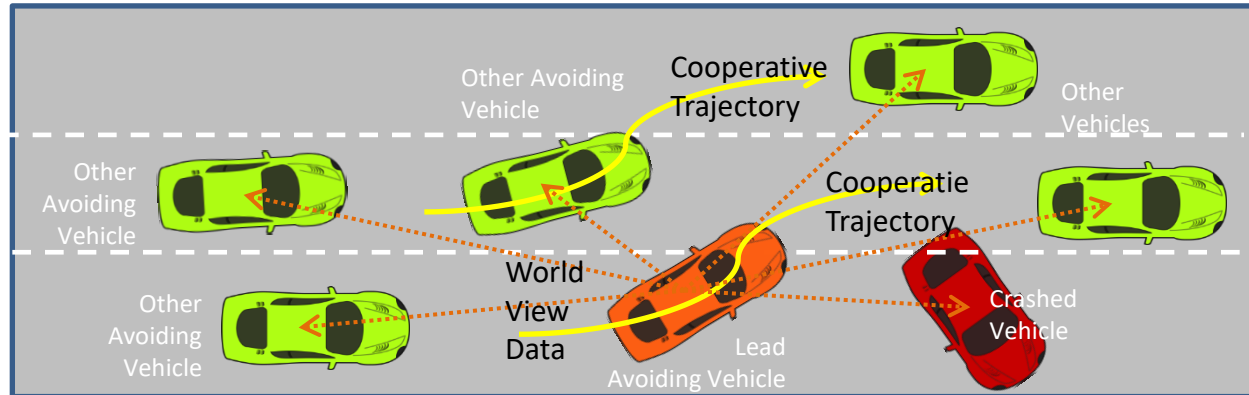 Other Avoiding
Vehicle
Cooperative
Trajectory
Other
Vehicles
Other
Avoiding
Vehicle
Cooperatie
Trajectory
World
View
Data
Other
Avoiding
Vehicle
Lead
Avoiding Vehicle
Crashed
Vehicle